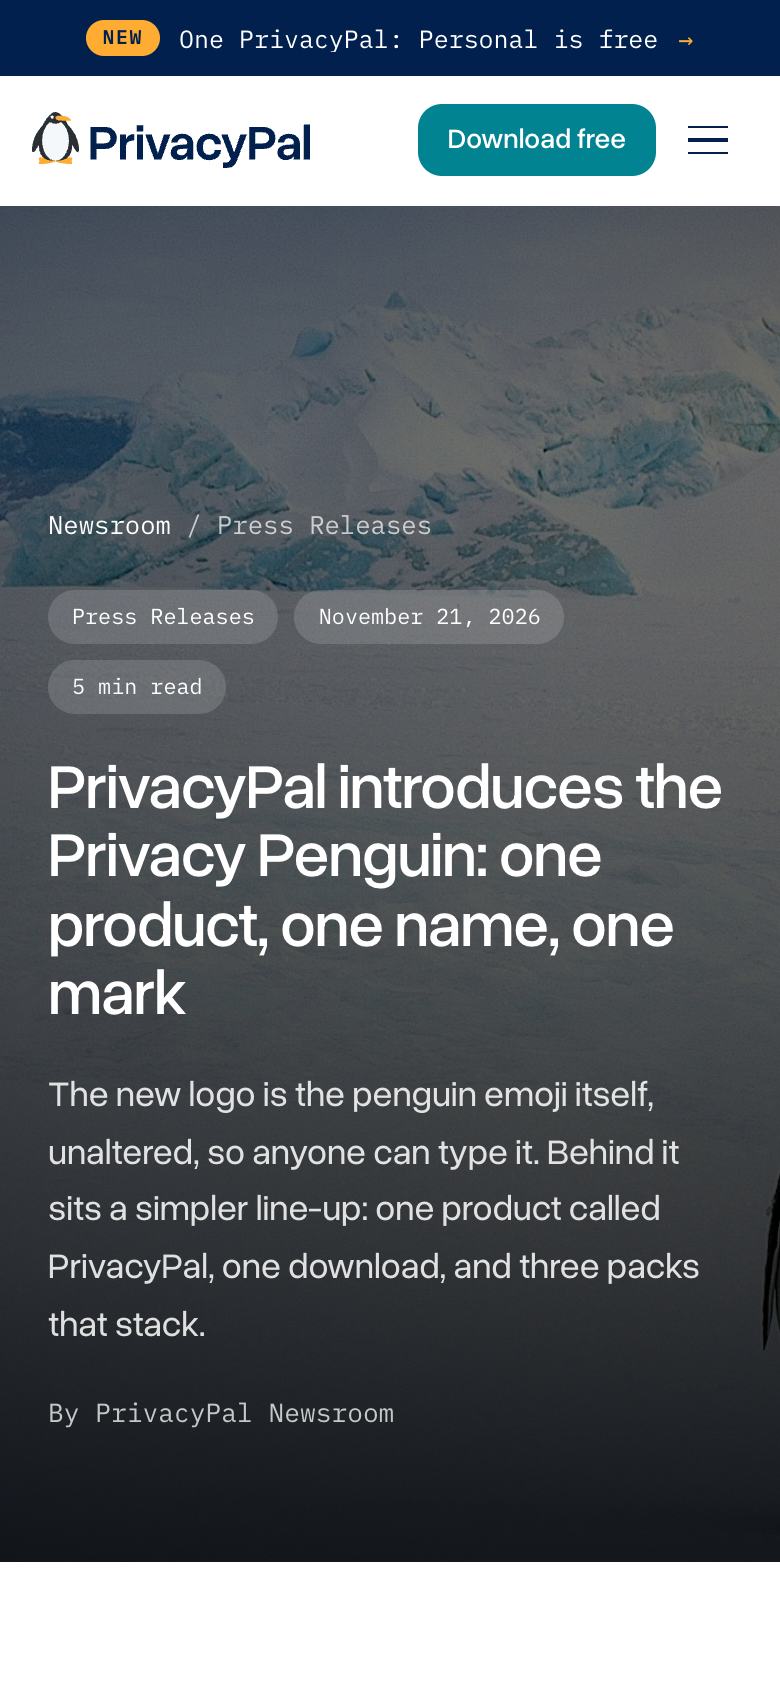 NEW One PrivacyPal: Personal is free →
PrivacyPal
Download free
Newsroom / Press Releases
Press Releases
November 21, 2026
5 min read
PrivacyPal introduces the
Privacy Penguin: one
product, one name, one
mark
The new logo is the penguin emoji itself,
unaltered, so anyone can type it. Behind it
sits a simpler line-up: one product called
PrivacyPal, one download, and three packs
that stack.
By PrivacyPal Newsroom